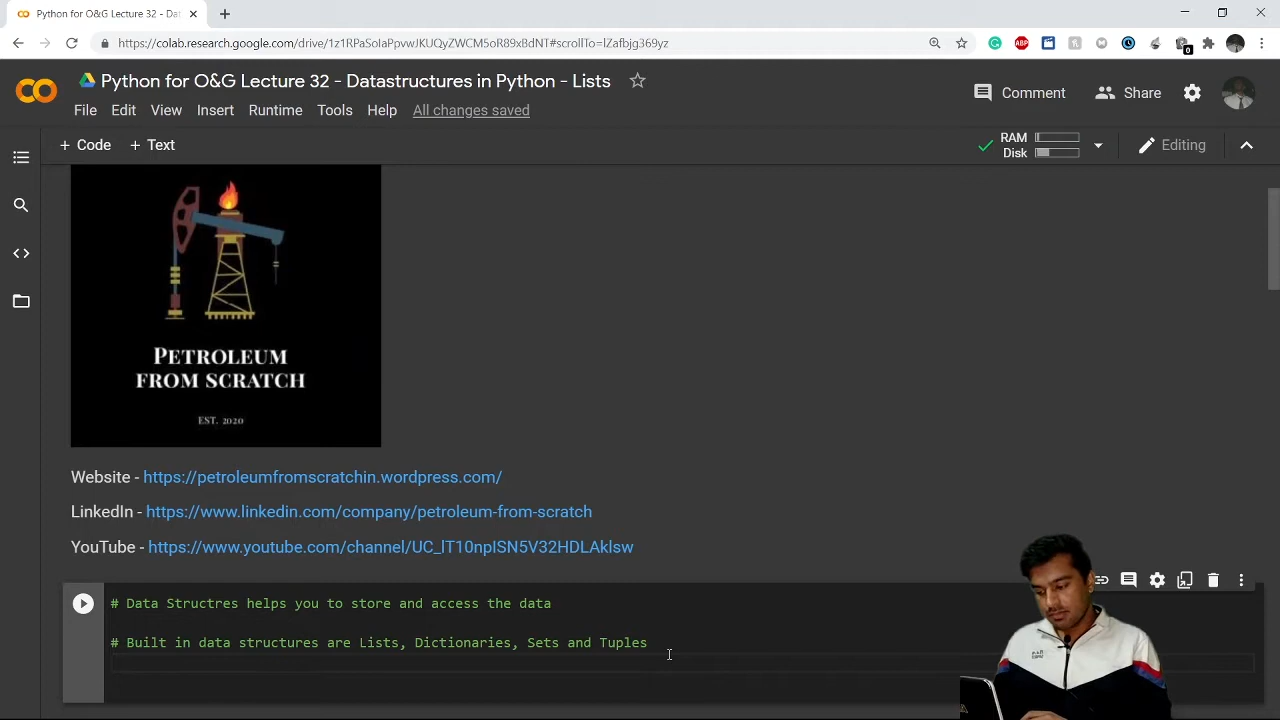 Python for O&G Lecture 32 - Dat
https://colab.research.google.com/drive/1z1P9aSolaPpvwJKUQyZWCM5oR89xBdNT#scrollTo=lZafbjg369yz
Python for O&G Lecture 32 - Datastructures in Python - Lists
File Edit View Insert Runtime Tools Help All changes saved
Comment Share
+ Code + Text
RAM
Disk
Editing
PETROLEUM
FROM SCRATCH
EST. 2020
Website - https://petroleumfromscratchin.wordpress.com/
LinkedIn - https://www.linkedin.com/company/petroleum-from-scratch
YouTube - https://www.youtube.com/channel/UC_lT10npISN5V32HDLAklsw
# Data Structres helps you to store and access the data
# Built in data structures are Lists, Dictionaries, Sets and Tuples